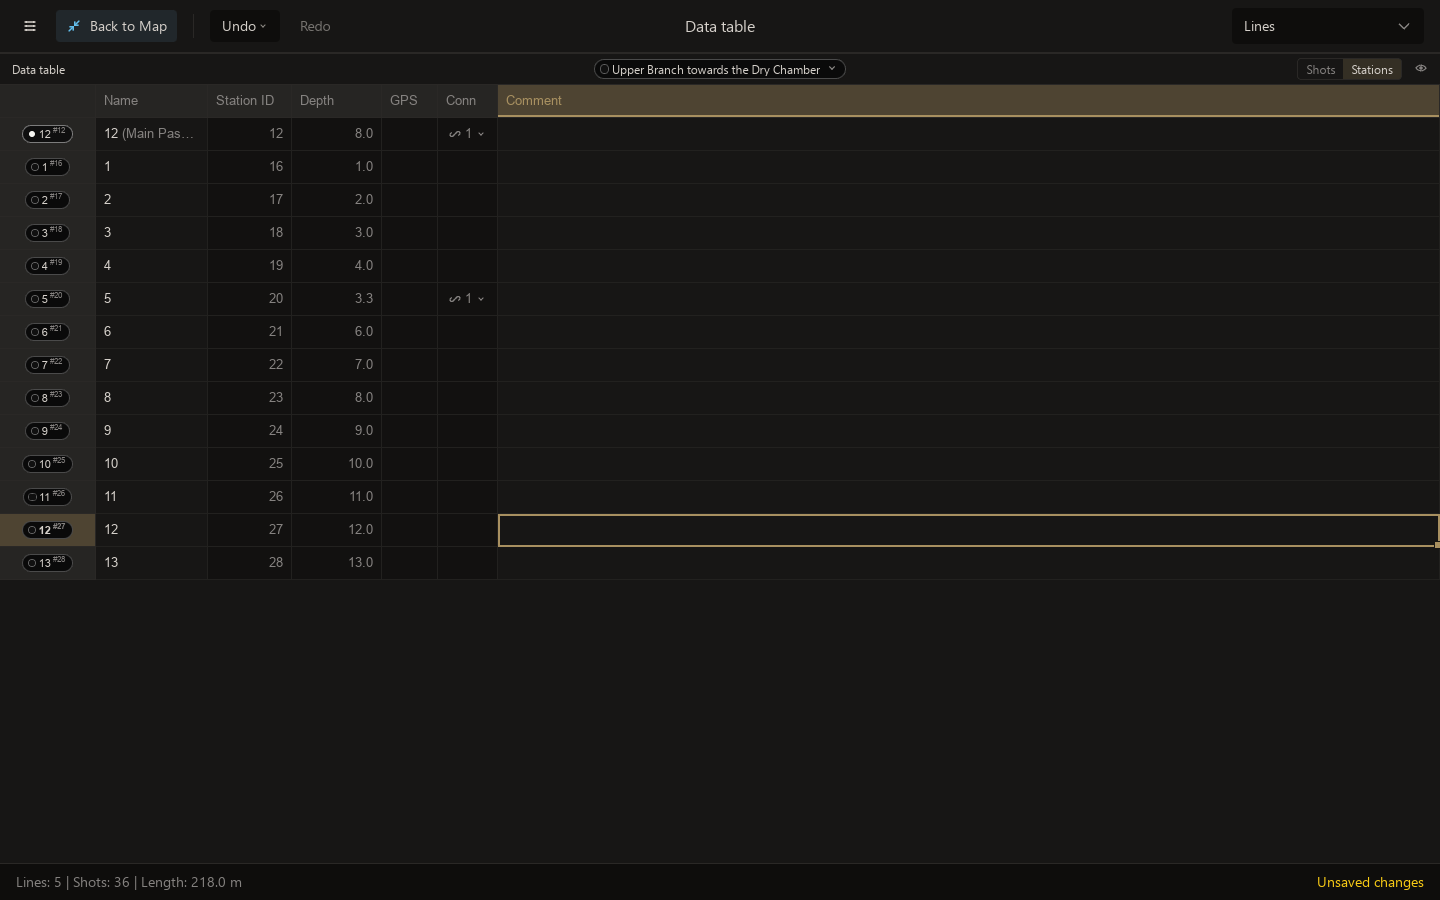 Back to Map Undo Redo Data table Lines
Data table Upper Branch towards the Dry Chamber Shots Stations
Name Station ID Depth GPS Conn Comment
12 #12 12 (Main Pas... 12 8.0 1
1 #16 1 16 1.0
2 #17 2 17 2.0
3 #18 3 18 3.0
4 #19 4 19 4.0
5 #20 5 20 3.3 1
6 #21 6 21 6.0
7 #22 7 22 7.0
8 #23 8 23 8.0
9 #24 9 24 9.0
10 #25 10 25 10.0
11 #26 11 26 11.0
12 #27 12 27 12.0
13 #28 13 28 13.0
Lines: 5 | Shots: 36 | Length: 218.0 m Unsaved changes